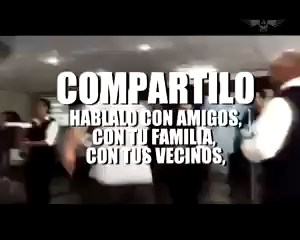 COMPARTILO
HABLALO CON AMIGOS,
CON TU FAMILIA,
CON TUS VECINOS,